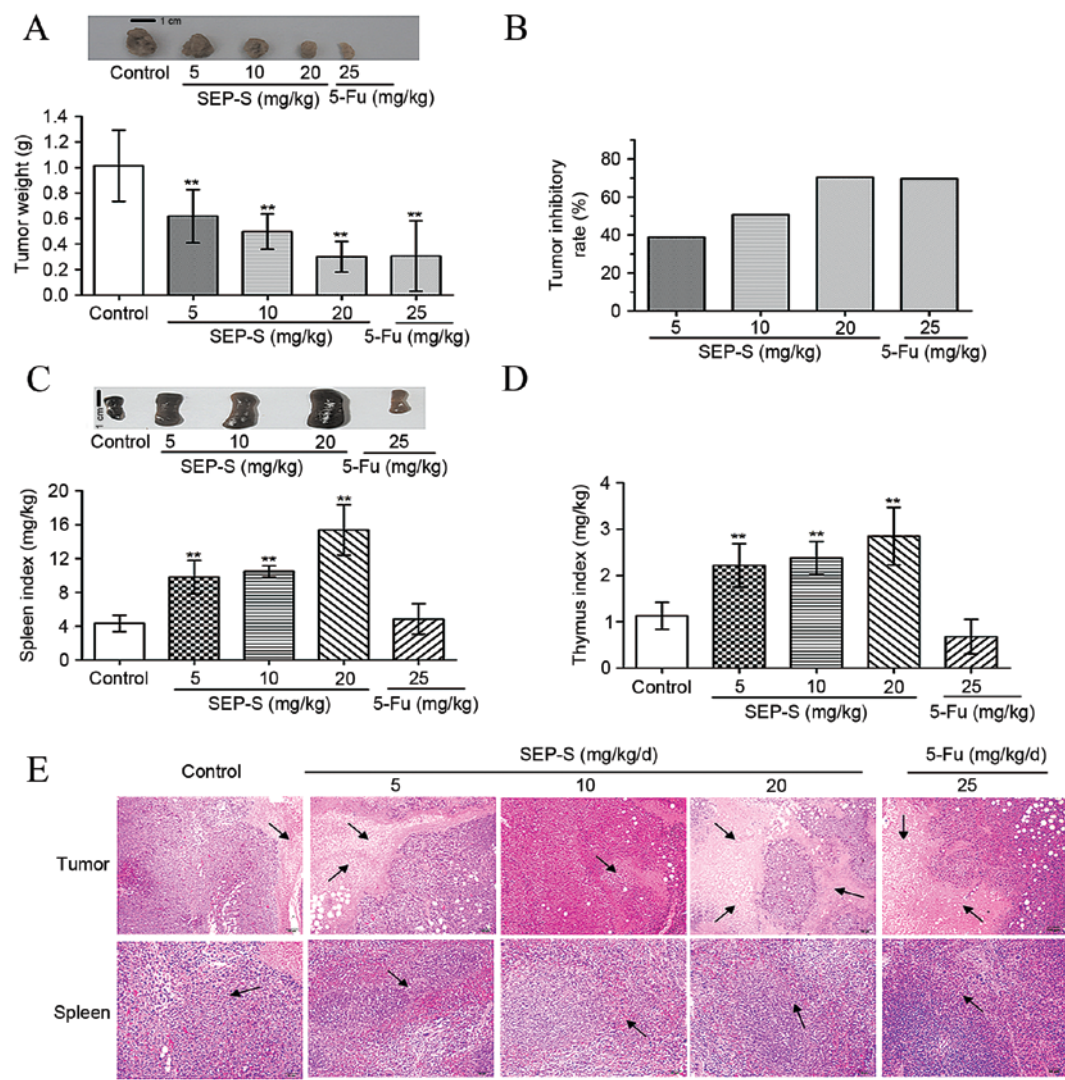 A
1 cm
Control 5 10 20 25
SEP-S (mg/kg) 5-Fu (mg/kg)
Tumor weight (g)
1.4
1.2
1.0
0.8
0.6
0.4
0.2
0.0
** ** ** **
Control 5 10 20 25
SEP-S (mg/kg) 5-Fu (mg/kg)
B
Tumor inhibitory
rate (%)
80
60
40
20
0
5 10 20 25
SEP-S (mg/kg) 5-Fu (mg/kg)
C
1 cm
Control 5 10 20 25
SEP-S (mg/kg) 5-Fu (mg/kg)
Spleen index (mg/kg)
20
16
12
8
4
0
** ** **
Control 5 10 20 25
SEP-S (mg/kg) 5-Fu (mg/kg)
D
Thymus index (mg/kg)
4
3
2
1
0
** ** **
Control 5 10 20 25
SEP-S (mg/kg) 5-Fu (mg/kg)
E
Control SEP-S (mg/kg/d) 5-Fu (mg/kg/d)
5 10 20 25
Tumor
Spleen